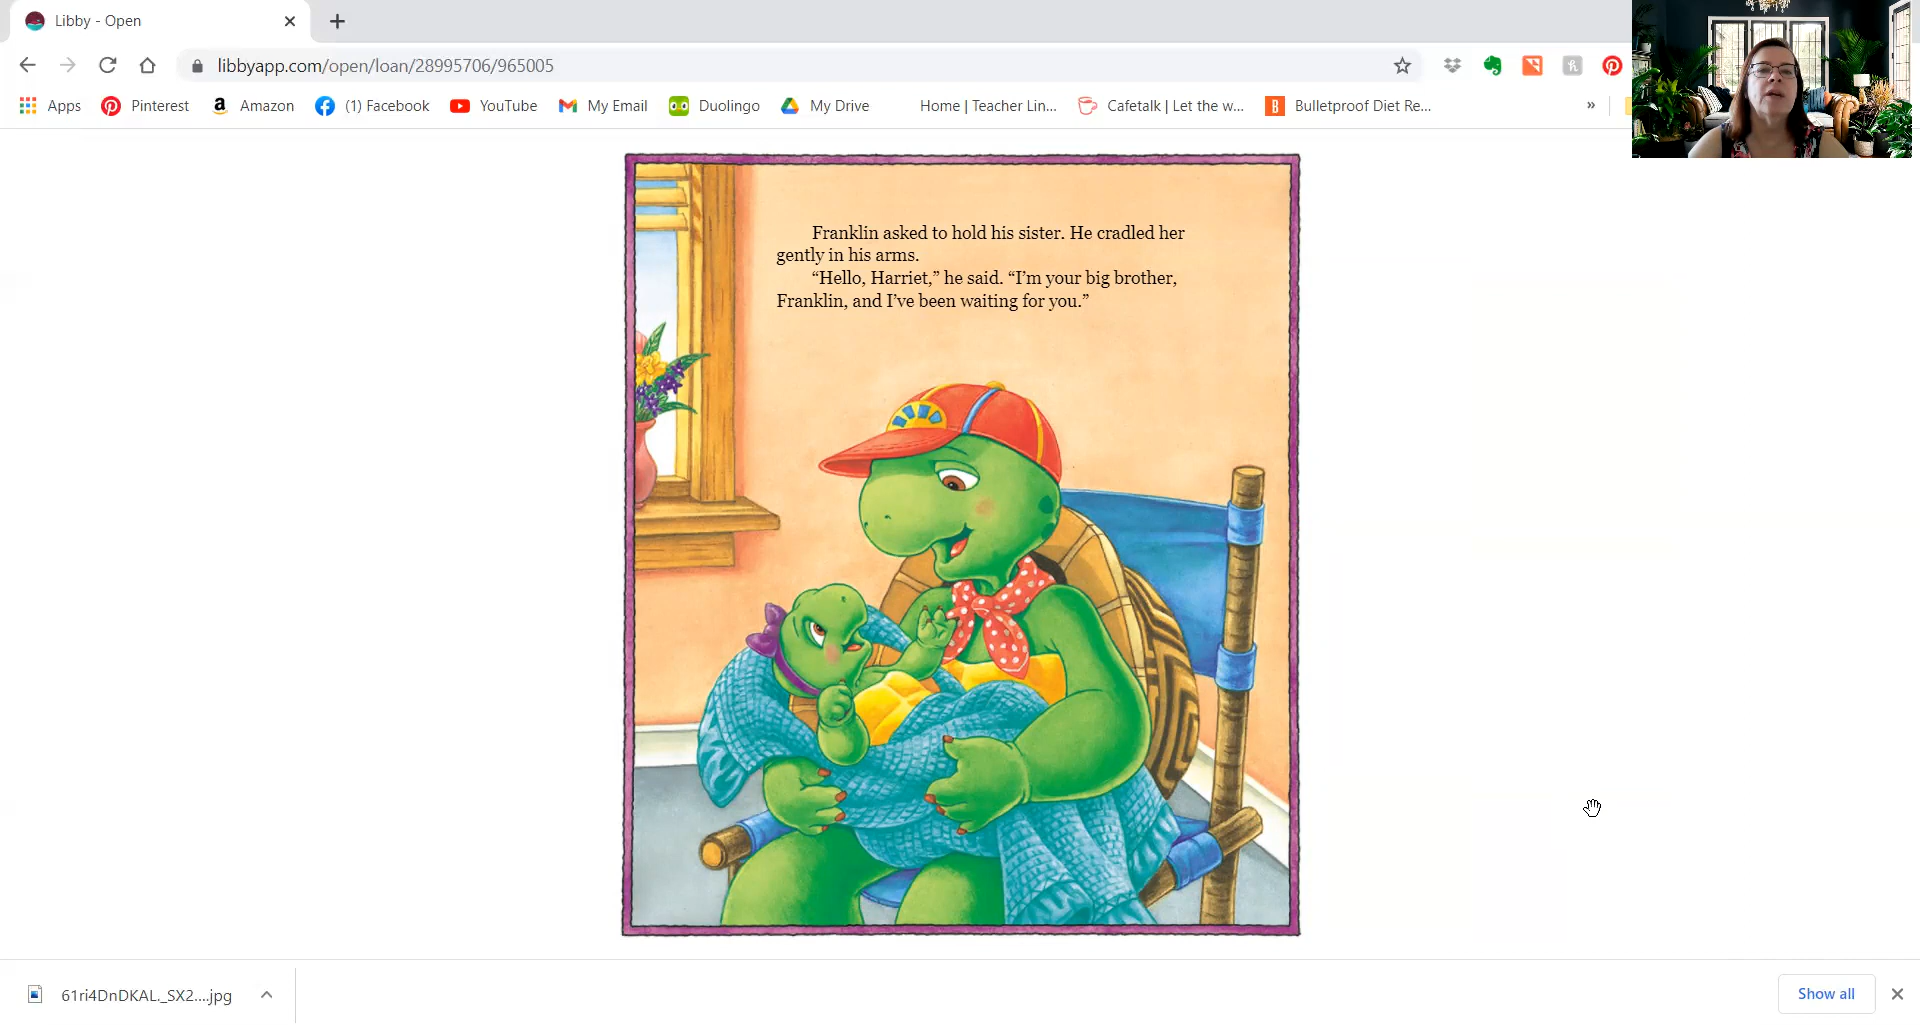 Libby - Open
libbyapp.com/open/loan/28995706/965005
Apps Pinterest Amazon (1) Facebook YouTube My Email Duolingo My Drive Home | Teacher Lin... Cafetalk | Let the w... Bulletproof Diet Re... »
Franklin asked to hold his sister. He cradled her
gently in his arms.
“Hello, Harriet,” he said. “I’m your big brother,
Franklin, and I’ve been waiting for you.”
61ri4DnDKAL._SX2....jpg
Show all